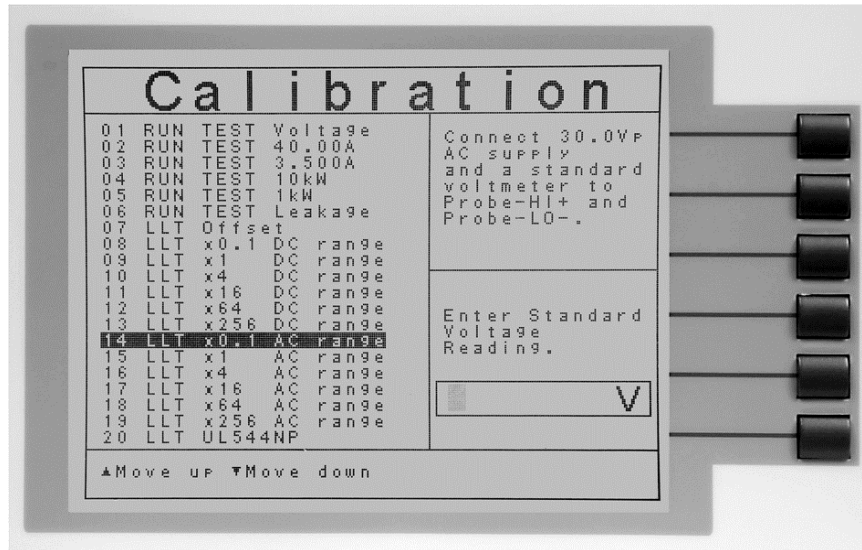 Calibration
01 RUN TEST Voltage
02 RUN TEST 40.00A
03 RUN TEST 3.500A
04 RUN TEST 10kW
05 RUN TEST 1kW
06 RUN TEST Leakage
07 LLT Offset
08 LLT x0.1 DC range
09 LLT x1 DC range
10 LLT x4 DC range
11 LLT x16 DC range
12 LLT x64 DC range
13 LLT x256 DC range
14 LLT x0.1 AC range
15 LLT x1 AC range
16 LLT x4 AC range
17 LLT x16 AC range
18 LLT x64 AC range
19 LLT x256 AC range
20 LLT UL544NP
Connect 30.0Vp
AC supply
and a standard
voltmeter to
Probe-HI+ and
Probe-LO-.
Enter Standard
Voltage
Reading.
V
▲Move up ▼Move down